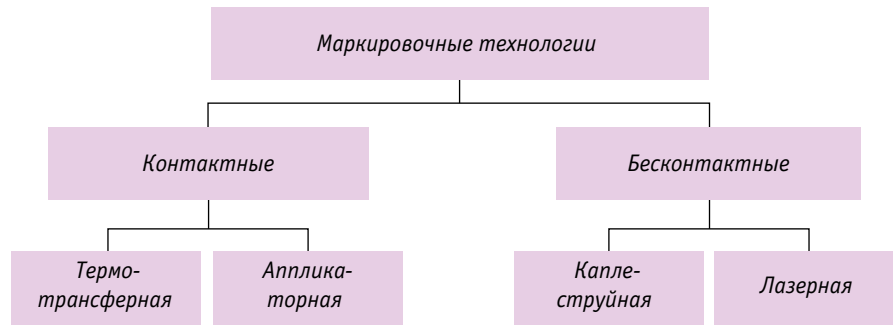 Маркировочные технологии
Контактные
Бесконтактные
Термо-
трансферная
Апплика-
торная
Капле-
струйная
Лазерная